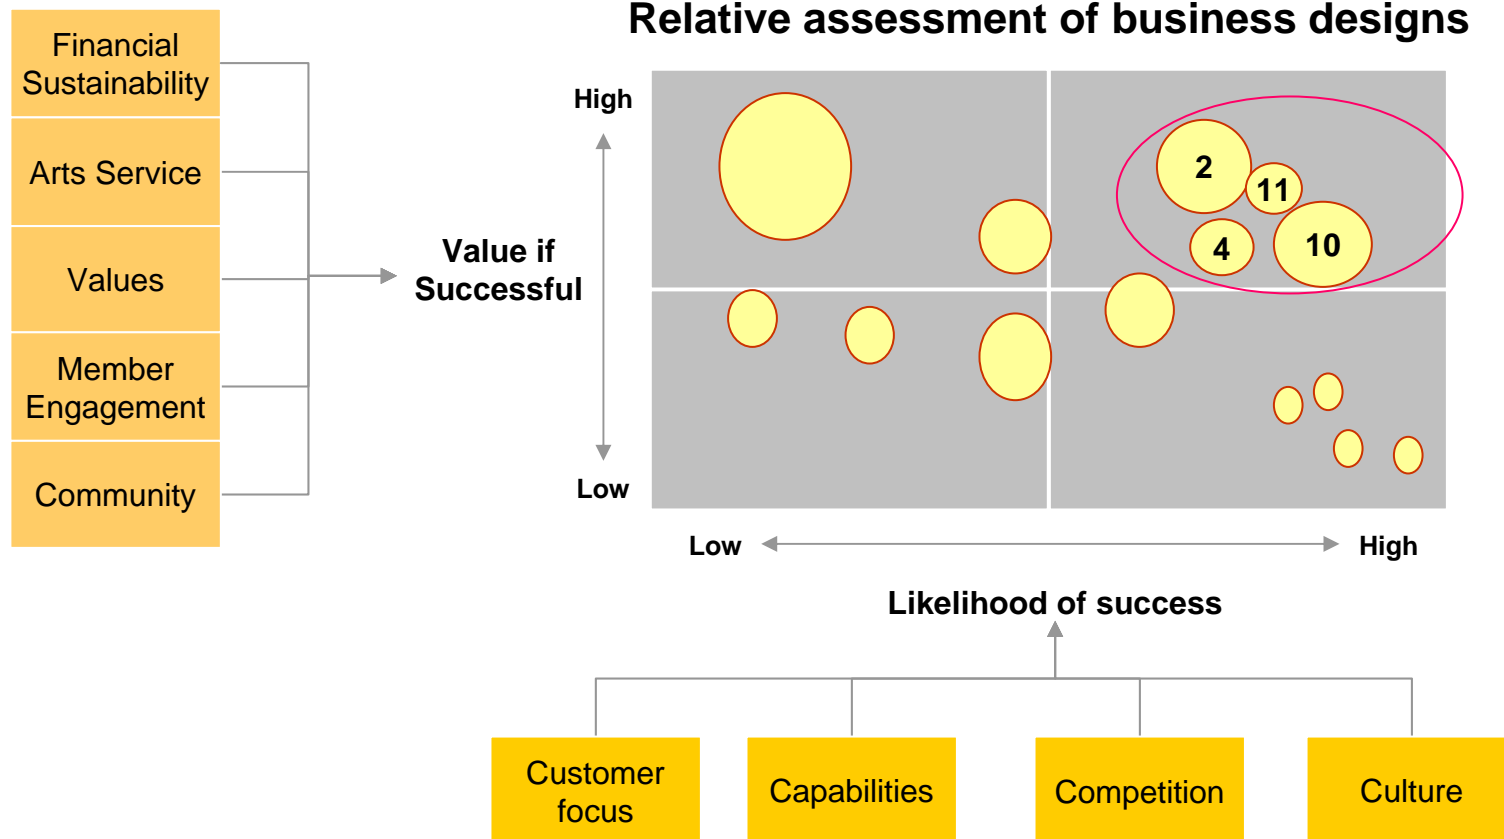 Relative assessment of business designs
Financial
Sustainability
Arts Service
Values
Member
Engagement
Community
Value if
Successful
High
Low
2
11
4
10
Low
High
Likelihood of success
Customer
focus
Capabilities
Competition
Culture